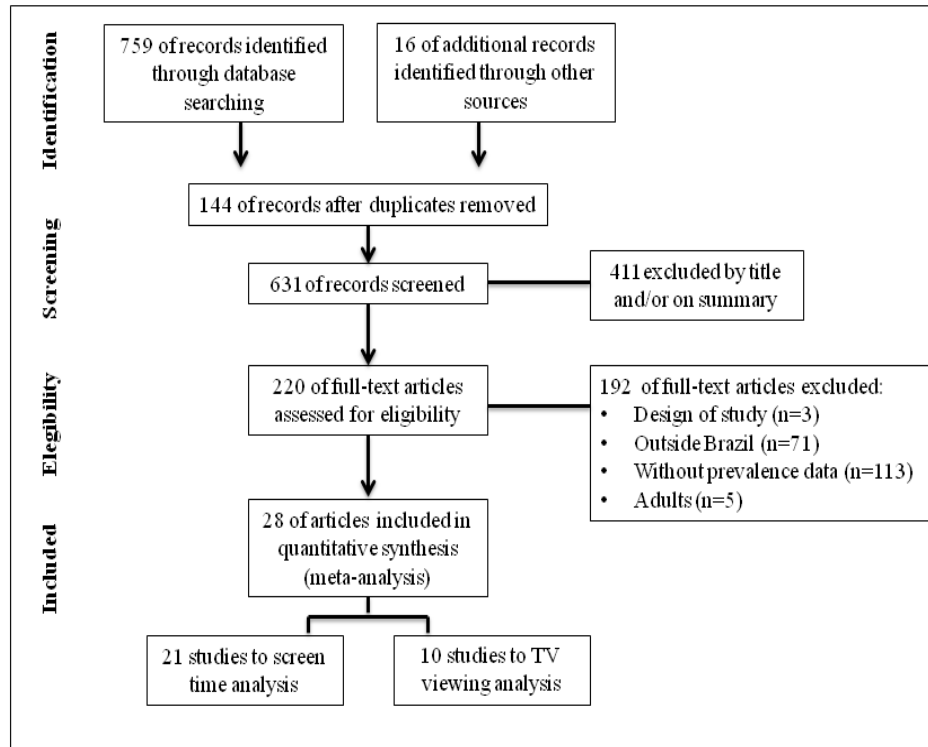 Identification
759 of records identified
through database
searching
16 of additional records
identified through other
sources
144 of records after duplicates removed
Screening
631 of records screened
411 excluded by title
and/or on summary
Elegibility
220 of full-text articles
assessed for eligibility
192 of full-text articles excluded:
• Design of study (n=3)
• Outside Brazil (n=71)
• Without prevalence data (n=113)
• Adults (n=5)
Included
28 of articles included in
quantitative synthesis
(meta-analysis)
21 studies to screen
time analysis
10 studies to TV
viewing analysis